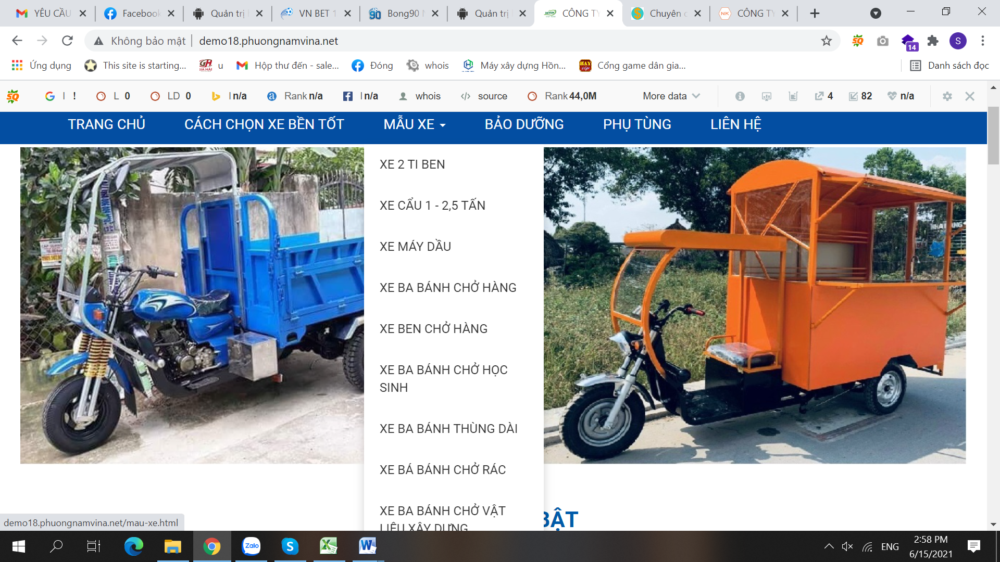 YÊU CẦU
Facebook
Quản trị
VN BET 1
Bong90
Quản trị
CÔNG TY
Chuyên
CÔNG TY
Không bảo mật
demo18.phuongnamvina.net
14
S
Ứng dụng
This site is starting...
u
Hộp thư đến - sale...
Đóng
whois
Máy xây dựng Hồn...
Cổng game dân gia...
Danh sách đọc
I !
L 0
LD 0
I n/a
Rank n/a
I n/a
whois
source
Rank 44,0M
More data
4
82
n/a
TRANG CHỦ
CÁCH CHỌN XE BỀN TỐT
MẪU XE
BẢO DƯỠNG
PHỤ TÙNG
LIÊN HỆ
XE 2 TI BEN
XE CẨU 1 - 2,5 TẤN
XE MÁY DẦU
XE BA BÁNH CHỞ HÀNG
XE BEN CHỞ HÀNG
XE BA BÁNH CHỞ HỌC
SINH
XE BA BÁNH THÙNG DÀI
XE BÁ BÁNH CHỞ RÁC
XE BA BÁNH CHỞ VẬT
LIỆU XÂY DỰNG
BẬT
demo18.phuongnamvina.net/mau-xe.html
Zalo
ENG
2:58 PM
6/15/2021